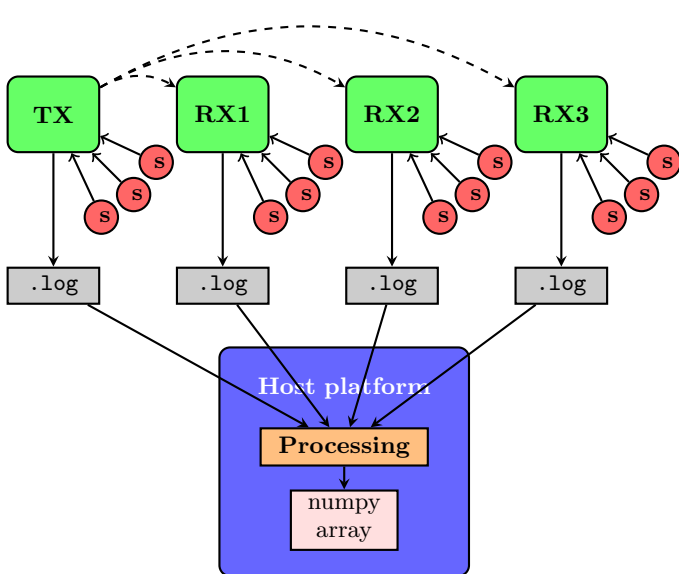 TX RX1 RX2 RX3
s s s s
s s s s
s s s s
.log .log .log .log
Host platform
Processing
numpy
array